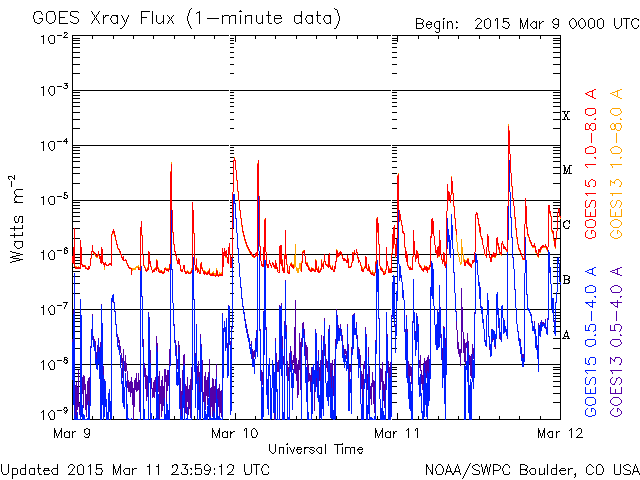 GOES Xray Flux (1-minute data)
Begin: 2015 Mar 9 0000 UTC
10-2
10-3
10-4
10-5
10-6
10-7
10-8
10-9
Watts m-2
X
M
C
B
A
GOES15 1.0-8.0 A
GOES13 1.0-8.0 A
GOES15 0.5-4.0 A
GOES13 0.5-4.0 A
Mar 9 Mar 10 Mar 11 Mar 12
Universal Time
Updated 2015 Mar 11 23:59:12 UTC NOAA/SWPC Boulder, CO USA